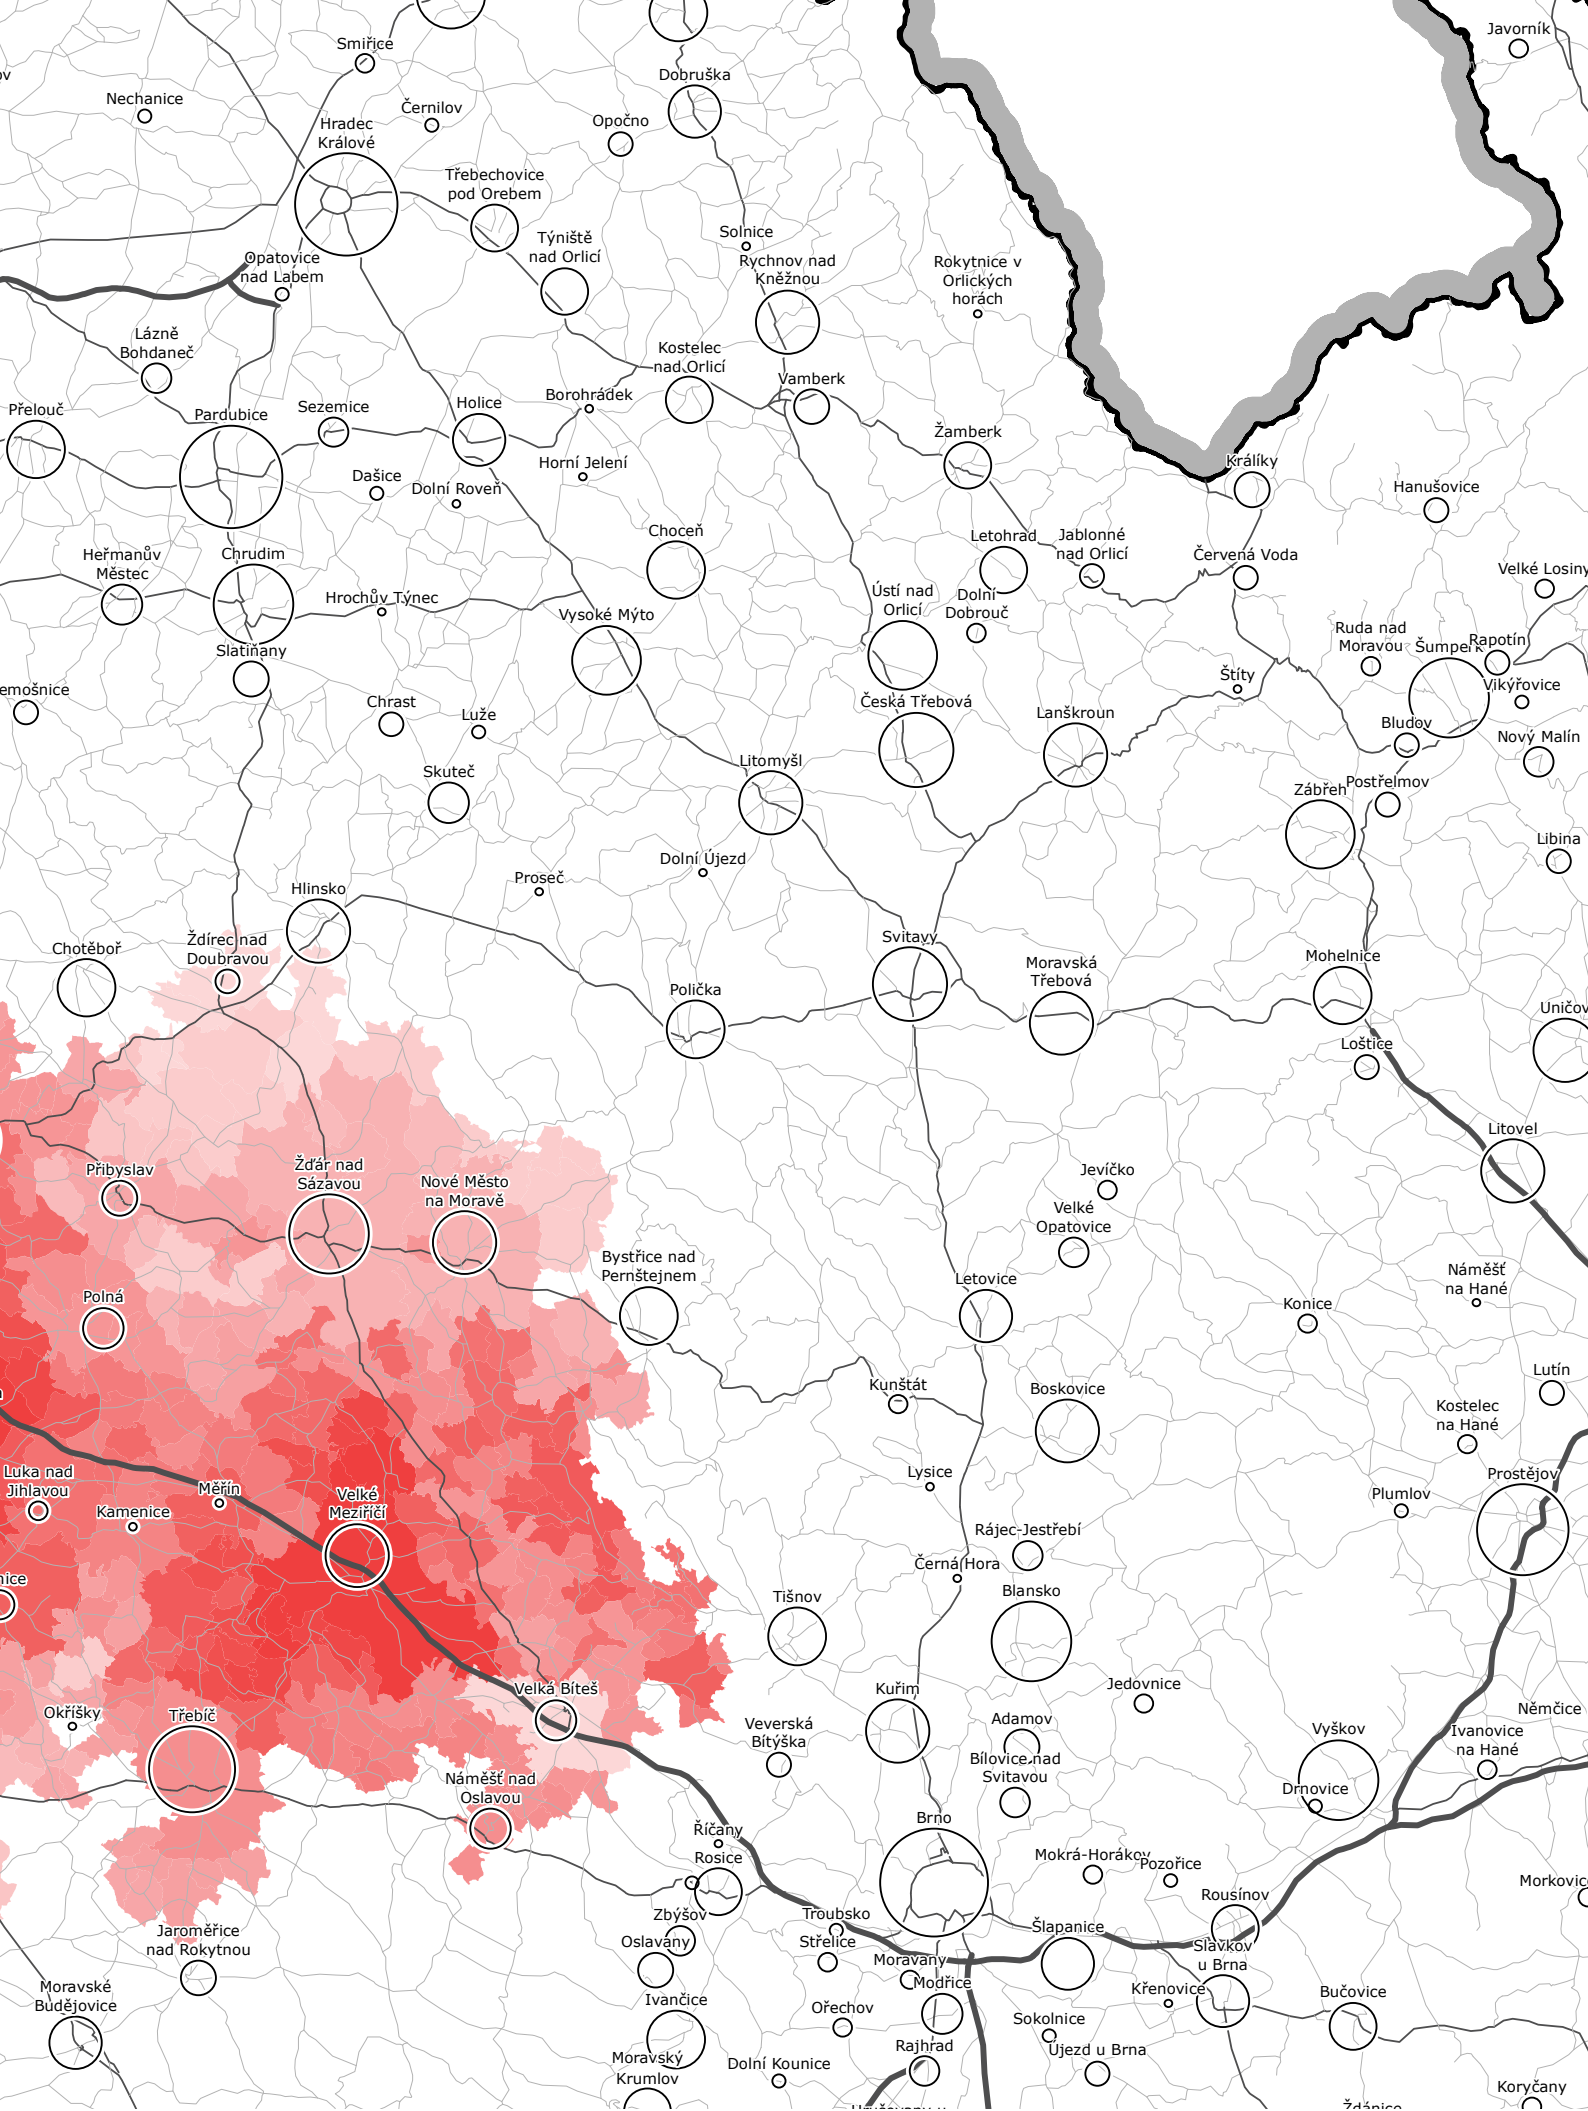 Javorník
Smiřice
Dobruška
Nechanice
Černilov
Opočno
Hradec
Králové
Třebechovice
pod Orebem
Týniště
nad Orlicí
Solnice
Rychnov nad
Kněžnou
Rokytnice v
Orlických
horách
Opatovice
nad Labem
Lázně
Bohdaneč
Kostelec
nad Orlicí
Vamberk
Borohrádek
Přelouč
Pardubice
Sezemice
Holice
Žamberk
Králíky
Horní Jelení
Dašice
Dolní Roveň
Hanušovice
Choceň
Letohrad
Jablonné
nad Orlicí
Červená Voda
Heřmanův
Městec
Chrudim
Hrochův Týnec
Vysoké Mýto
Ústí nad
Orlicí
Dolní
Dobrouč
Velké Losiny
Ruda nad
Moravou
Šumperk
Rapotín
Slatiňany
emošnice
Chrast
Luže
Česká Třebová
Lanškroun
Štíty
Vikýřovice
Bludov
Nový Malín
Skuteč
Litomyšl
Zábřeh
Postřelmov
Libina
Dolní Újezd
Proseč
Hlinsko
Chotěboř
Ždírec nad
Doubravou
Svitavy
Moravská
Třebová
Mohelnice
Polička
Uničov
Loštice
Litovel
Přibyslav
Žďár nad
Sázavou
Nové Město
na Moravě
Jevíčko
Velké
Opatovice
Bystřice nad
Pernštejnem
Letovice
Náměšť
na Hané
Konice
Polná
Kunštát
Boskovice
Lutín
Kostelec
na Hané
Luka nad
Jihlavou
Měřín
Kamenice
Velké
Meziříčí
Lysice
Plumlov
Prostějov
Rájec-Jestřebí
Černá Hora
nice
Tišnov
Blansko
Velká Bíteš
Kuřim
Jedovnice
Okříšky
Třebíč
Veverská
Bítýška
Adamov
Bílovice nad
Svitavou
Vyškov
Němčice
Ivanovice
na Hané
Drnovice
Náměšť nad
Oslavou
Říčany
Rosice
Brno
Mokrá-Horákov
Pozořice
Rousínov
Morkovice
Zbýšov
Oslavany
Troubsko
Střelice
Šlapanice
Slavkov
u Brna
Moravany
Modřice
Křenovice
Jaroměřice
nad Rokytnou
Moravské
Budějovice
Ivančice
Ořechov
Sokolnice
Bučovice
Rajhrad
Újezd u Brna
Moravský
Krumlov
Dolní Kounice
Koryčany
Ždánice